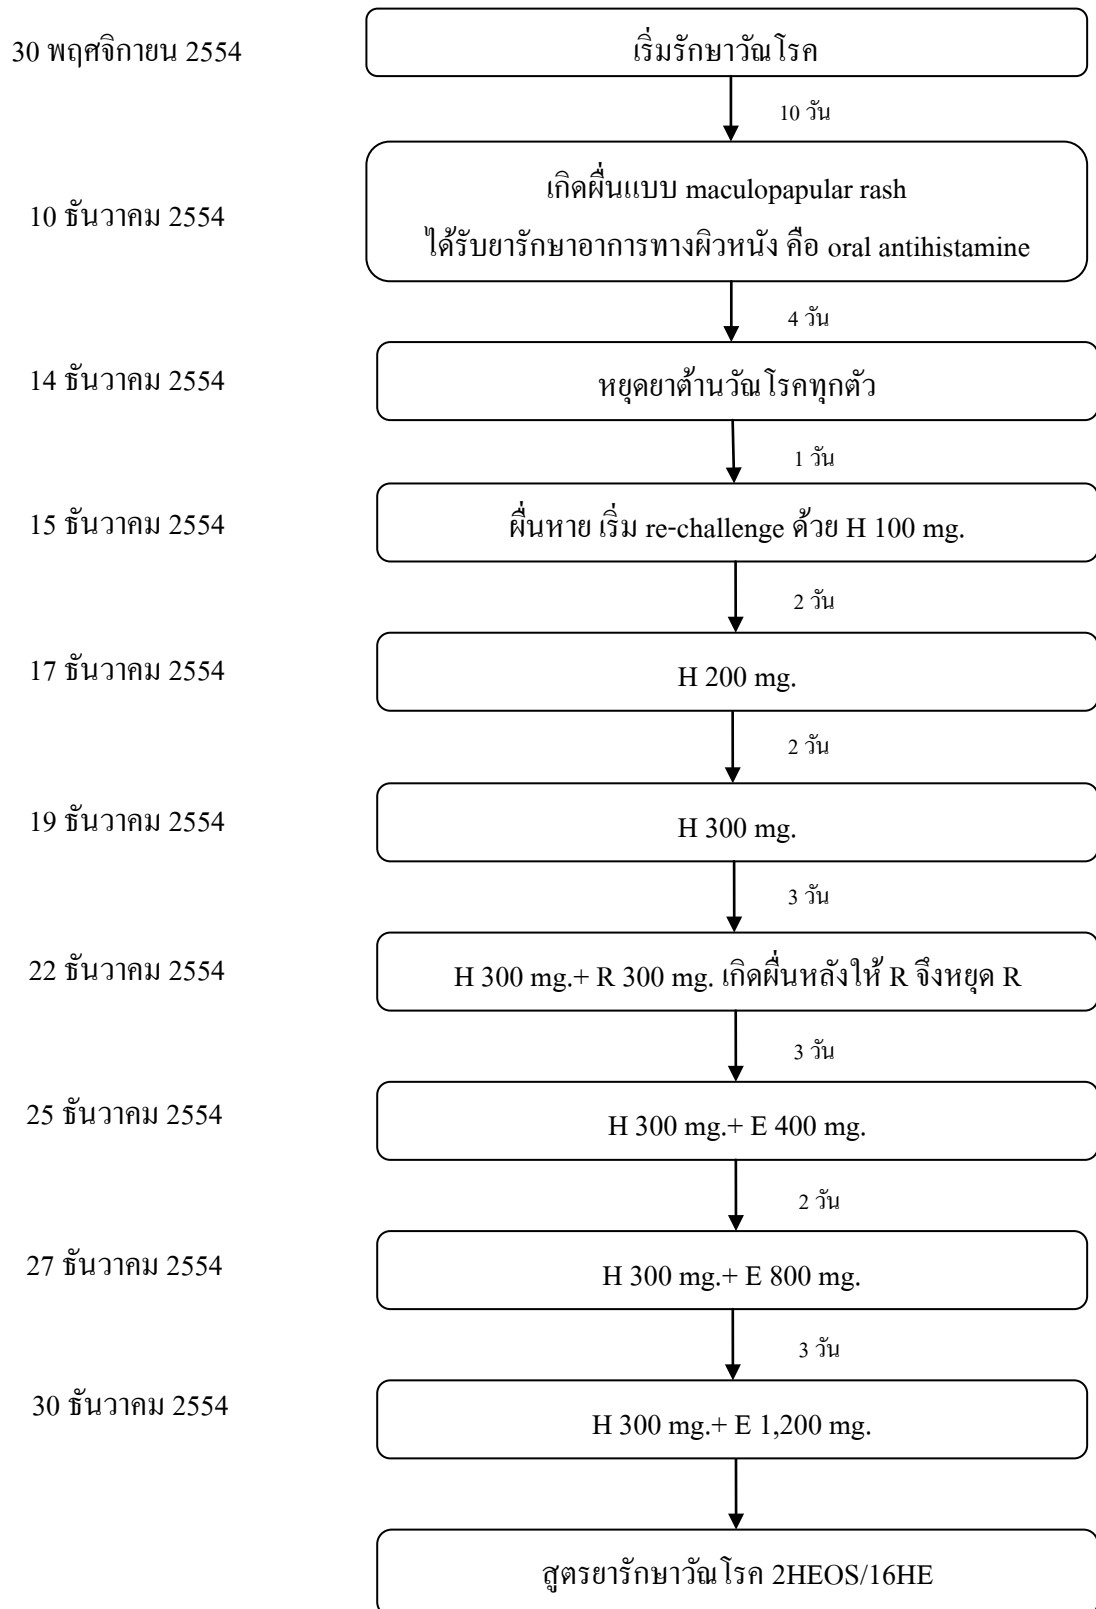 30 พฤศจิกายน 2554
เริ่มรักษาวัณโรค
10 วัน
10 ธันวาคม 2554
เกิดผื่นแบบ maculopapular rash
ได้รับยารักษาอาการทางผิวหนัง คือ oral antihistamine
4 วัน
14 ธันวาคม 2554
หยุดยาต้านวัณโรคทุกตัว
1 วัน
15 ธันวาคม 2554
ผื่นหาย เริ่ม re-challenge ด้วย H 100 mg.
2 วัน
17 ธันวาคม 2554
H 200 mg.
2 วัน
19 ธันวาคม 2554
H 300 mg.
3 วัน
22 ธันวาคม 2554
H 300 mg.+ R 300 mg. เกิดผื่นหลังให้ R จึงหยุด R
3 วัน
25 ธันวาคม 2554
H 300 mg.+ E 400 mg.
2 วัน
27 ธันวาคม 2554
H 300 mg.+ E 800 mg.
3 วัน
30 ธันวาคม 2554
H 300 mg.+ E 1,200 mg.
สูตรยารักษาวัณโรค 2HEOS/16HE